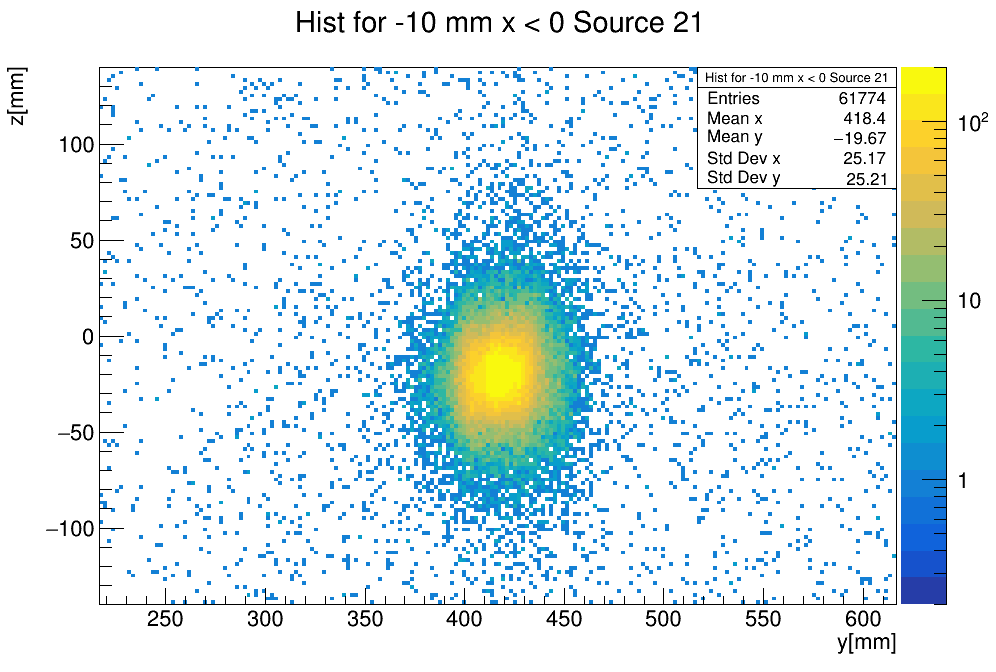 Hist for -10 mm x < 0 Source 21
z[mm]
Hist for -10 mm x < 0 Source 21
Entries 61774
Mean x 418.4
Mean y −19.67
Std Dev x 25.17
Std Dev y 25.21
100
50
0
−50
−100
10²
10
1
250 300 350 400 450 500 550 600
y[mm]